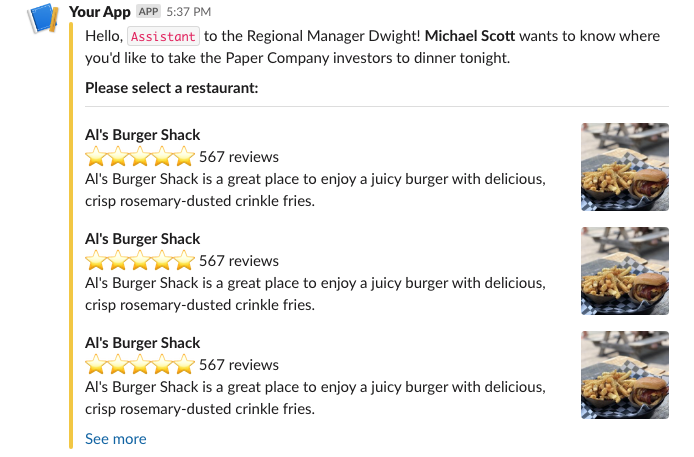 Your App APP 5:37 PM
Hello, Assistant to the Regional Manager Dwight! Michael Scott wants to know where
you'd like to take the Paper Company investors to dinner tonight.
Please select a restaurant:
Al's Burger Shack
567 reviews
Al's Burger Shack is a great place to enjoy a juicy burger with delicious,
crisp rosemary-dusted crinkle fries.
Al's Burger Shack
567 reviews
Al's Burger Shack is a great place to enjoy a juicy burger with delicious,
crisp rosemary-dusted crinkle fries.
Al's Burger Shack
567 reviews
Al's Burger Shack is a great place to enjoy a juicy burger with delicious,
crisp rosemary-dusted crinkle fries.
See more